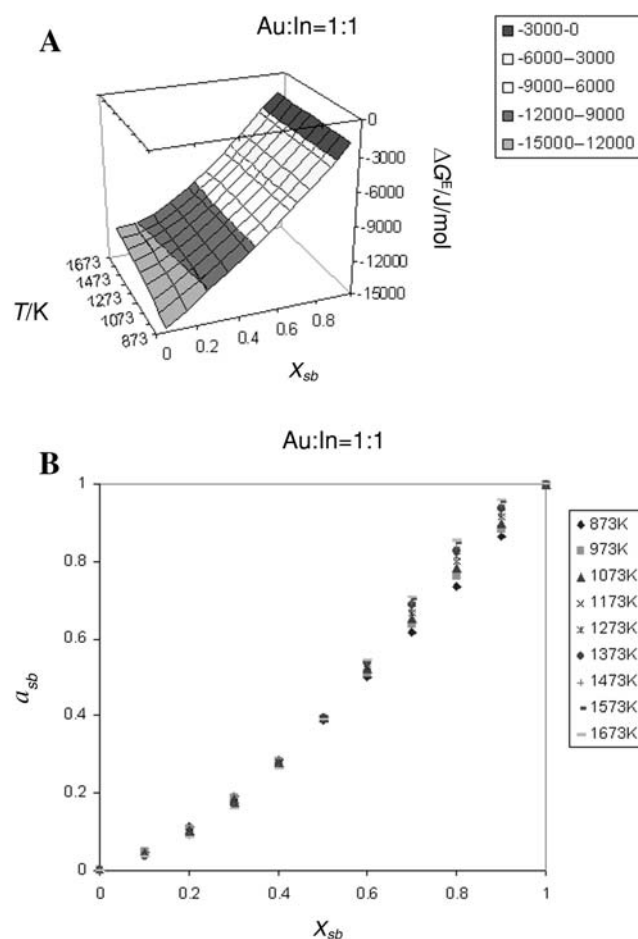 Au:In=1:1
A
-3000-0
-6000--3000
-9000--6000
-12000--9000
-15000--12000
0
-3000
-6000
-9000
-12000
-15000
ΔG^E/J/mol
1673
1473
1273
1073
873
T/K
0 0.2 0.4 0.6 0.8
X_sb
Au:In=1:1
B
1
0.8
0.6
0.4
0.2
0
a_sb
0 0.2 0.4 0.6 0.8 1
X_sb
873K
973K
1073K
1173K
1273K
1373K
1473K
1573K
1673K